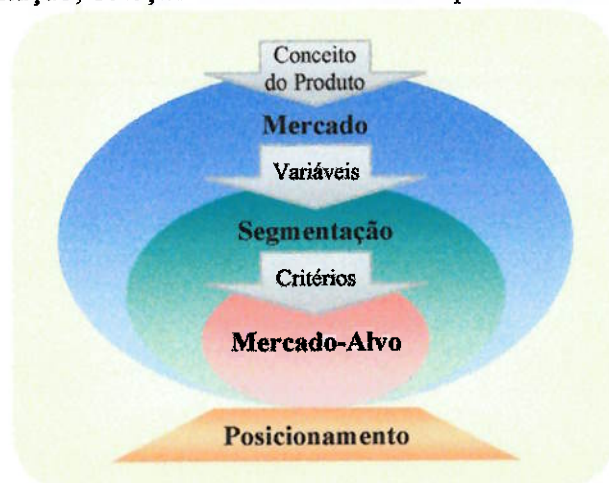 Conceito
do Produto
Mercado
Variáveis
Segmentação
Critérios
Mercado-Alvo
Posicionamento